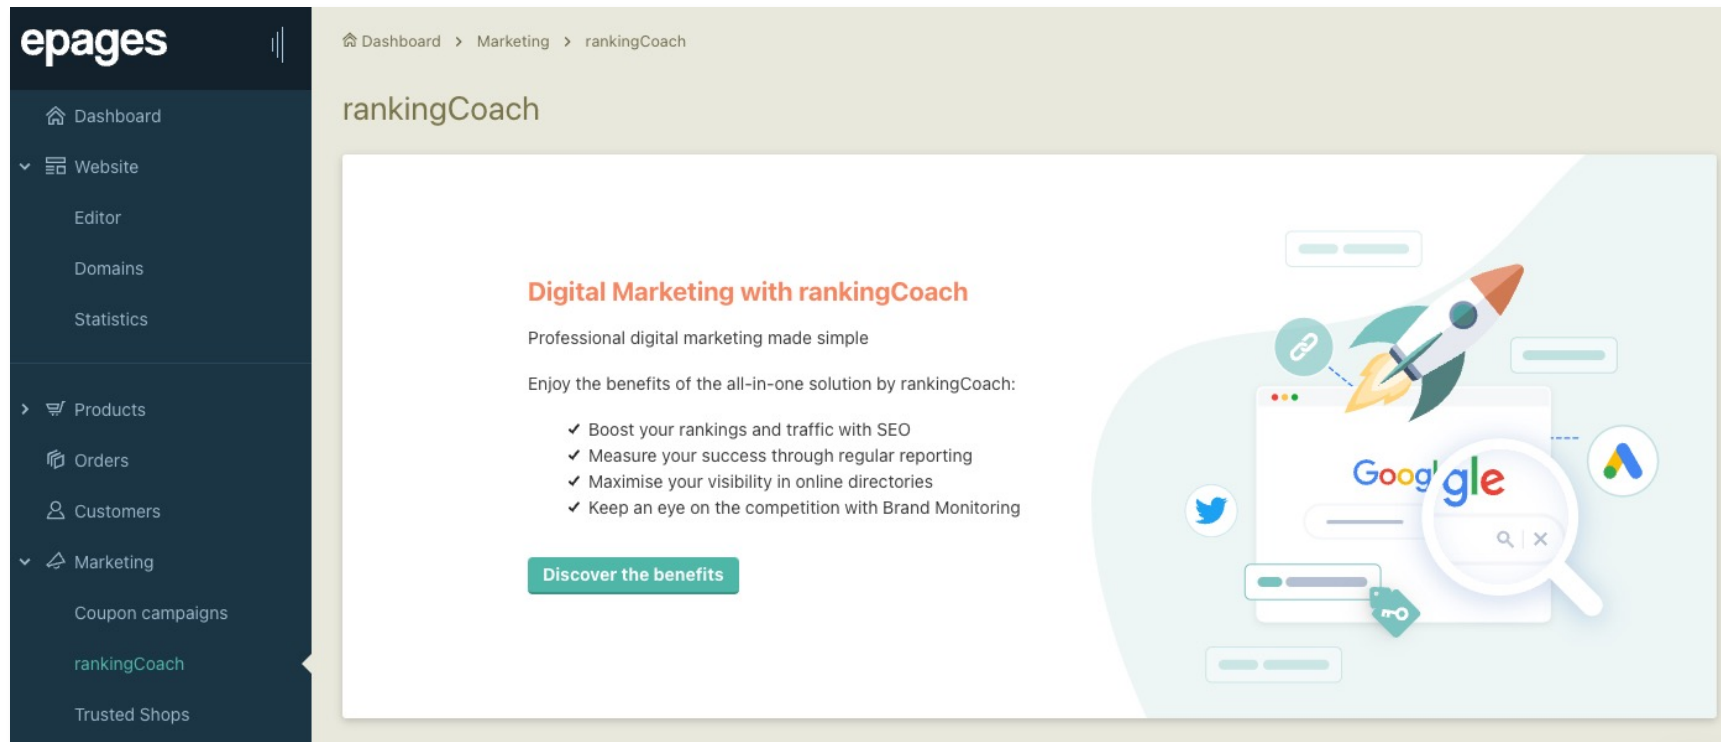 epages
Dashboard
Website
Editor
Domains
Statistics
Products
Orders
Customers
Marketing
Coupon campaigns
rankingCoach
Trusted Shops
Dashboard > Marketing > rankingCoach
rankingCoach
Digital Marketing with rankingCoach
Professional digital marketing made simple
Enjoy the benefits of the all-in-one solution by rankingCoach:
✓ Boost your rankings and traffic with SEO
✓ Measure your success through regular reporting
✓ Maximise your visibility in online directories
✓ Keep an eye on the competition with Brand Monitoring
Discover the benefits
Google